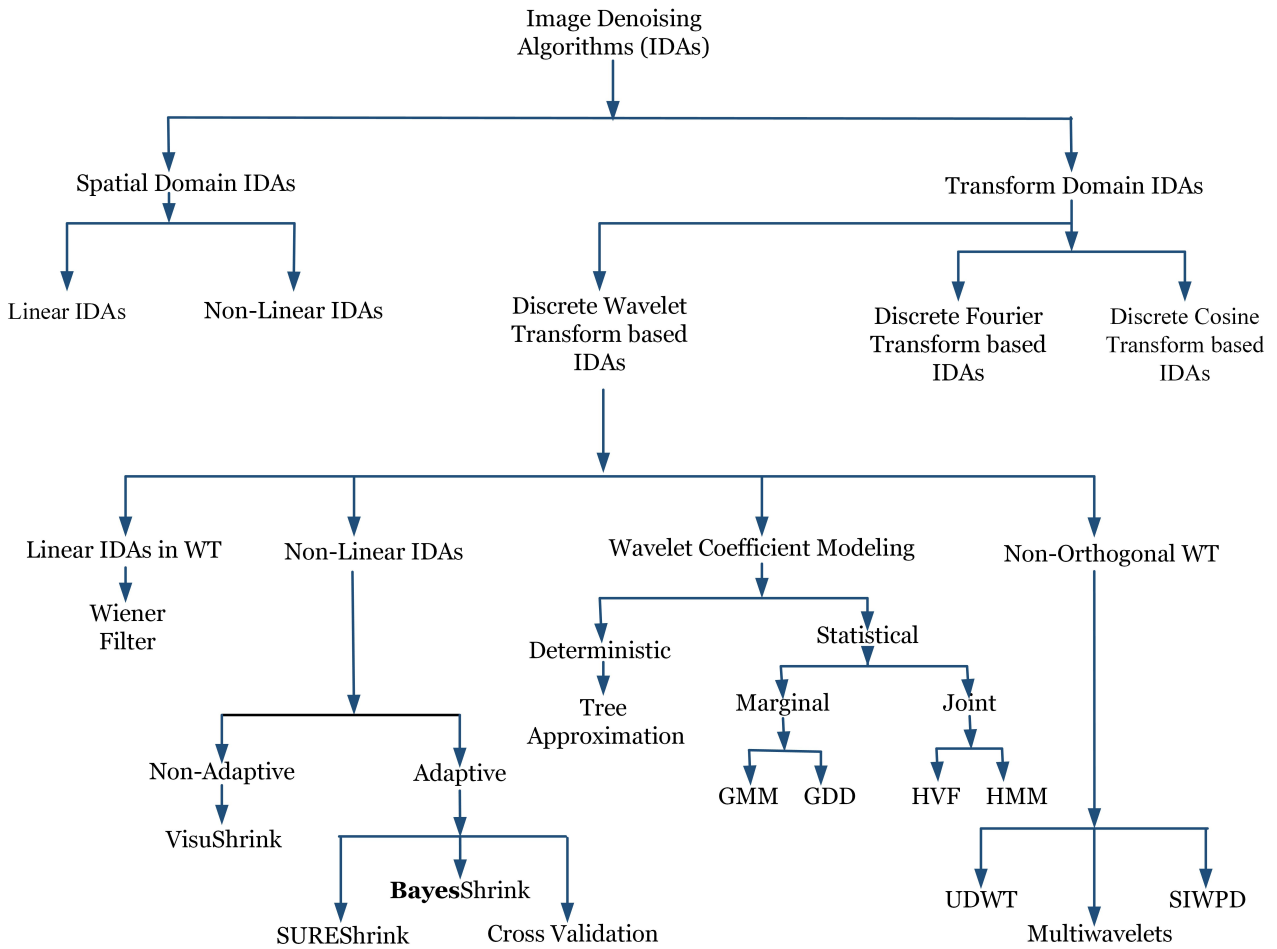 Image Denoising
Algorithms (IDAs)
Spatial Domain IDAs
Transform Domain IDAs
Linear IDAs
Non-Linear IDAs
Discrete Wavelet
Transform based
IDAs
Discrete Fourier
Transform based
IDAs
Discrete Cosine
Transform based
IDAs
Linear IDAs in WT
Non-Linear IDAs
Wavelet Coefficient Modeling
Non-Orthogonal WT
Wiener
Filter
Deterministic
Statistical
Tree
Approximation
Marginal
Joint
GMM
GDD
HVF
HMM
Non-Adaptive
Adaptive
VisuShrink
SUREShrink
BayesShrink
Cross Validation
UDWT
Multiwavelets
SIWPD